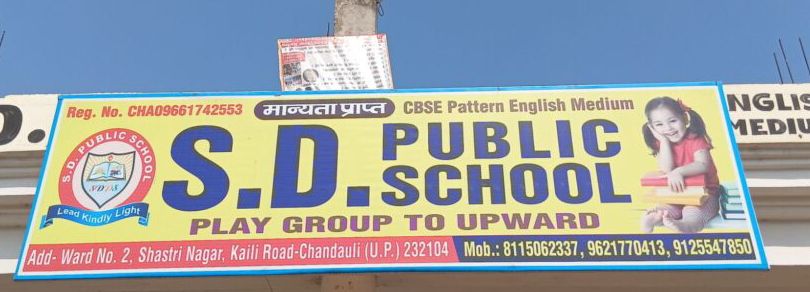 Reg. No. CHA09661742553 मान्यता प्राप्त CBSE Pattern English Medium
S.D. PUBLIC SCHOOL
S.D. PUBLIC SCHOOL
Lead Kindly Light
PLAY GROUP TO UPWARD
Add- Ward No. 2, Shastri Nagar, Kaili Road-Chandauli (U.P.) 232104 Mob.: 8115062337, 9621770413, 9125547850
D.
NGLIS
MEDIU